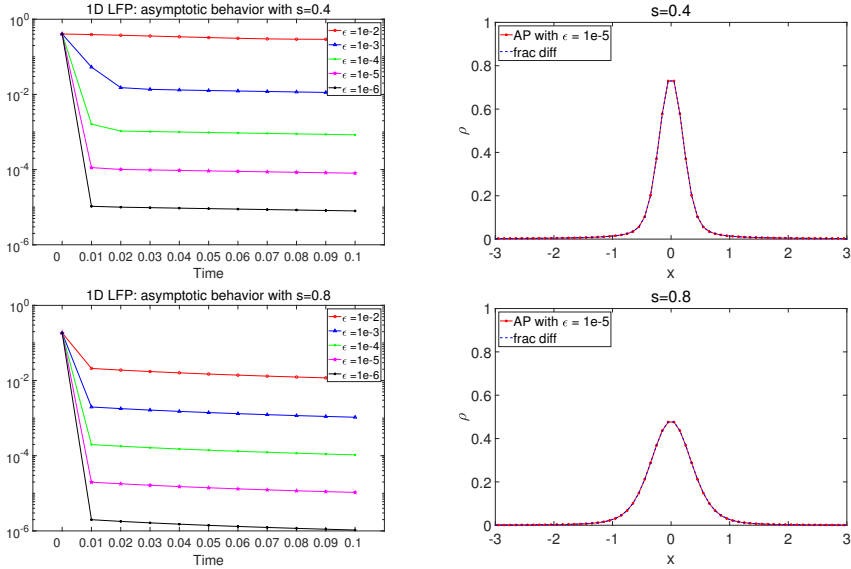 1D LFP: asymptotic behavior with s=0.4
10^0
10^-2
10^-4
10^-6
ϵ =1e-2
ϵ =1e-3
ϵ =1e-4
ϵ =1e-5
ϵ =1e-6
0 0.01 0.02 0.03 0.04 0.05 0.06 0.07 0.08 0.09 0.1
Time
s=0.4
1
0.8
0.6
0.4
0.2
0
ρ
AP with ϵ = 1e-5
frac diff
-3 -2 -1 0 1 2 3
x
1D LFP: asymptotic behavior with s=0.8
10^0
10^-2
10^-4
10^-6
ϵ =1e-2
ϵ =1e-3
ϵ =1e-4
ϵ =1e-5
ϵ =1e-6
0 0.01 0.02 0.03 0.04 0.05 0.06 0.07 0.08 0.09 0.1
Time
s=0.8
1
0.8
0.6
0.4
0.2
0
ρ
AP with ϵ = 1e-5
frac diff
-3 -2 -1 0 1 2 3
x